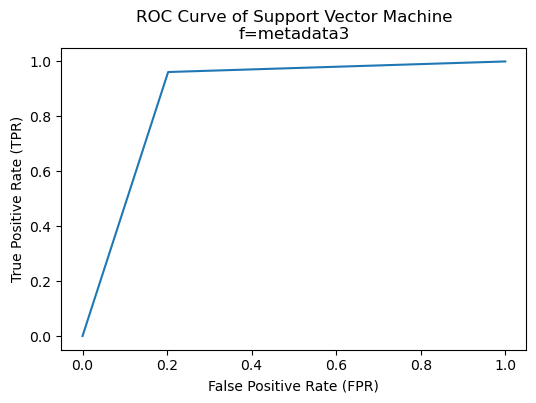 ROC Curve of Support Vector Machine
f=metadata3
True Positive Rate (TPR)
1.0
0.8
0.6
0.4
0.2
0.0
0.0 0.2 0.4 0.6 0.8 1.0
False Positive Rate (FPR)